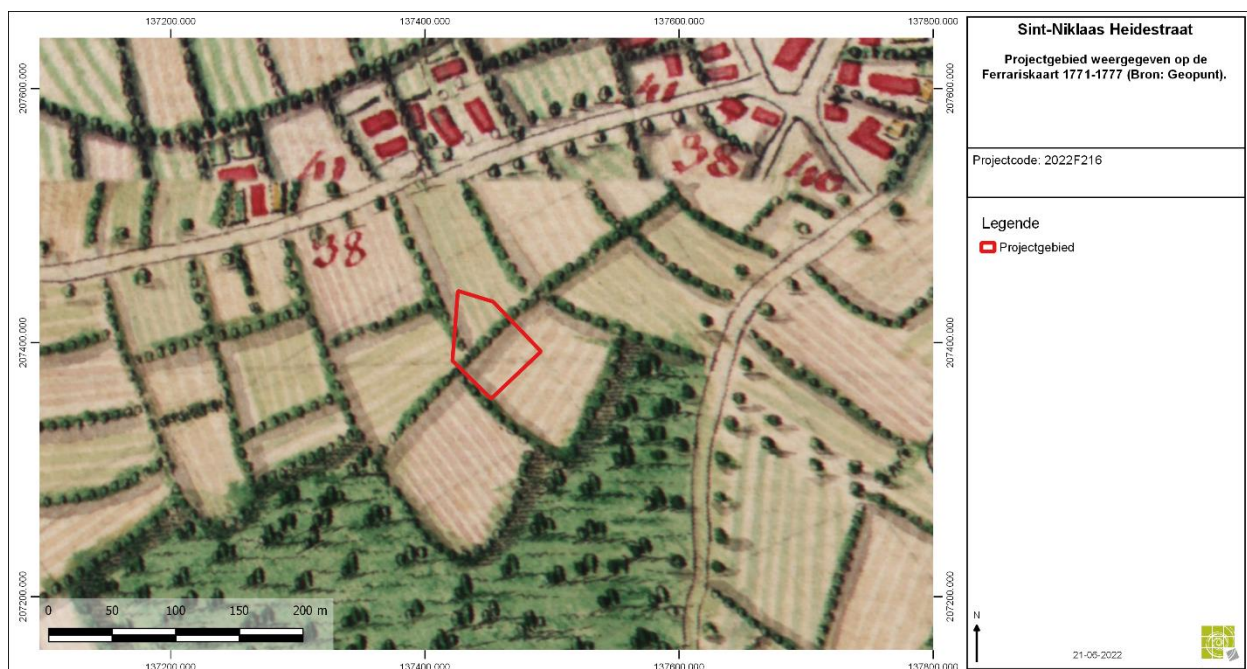 137200.000 137400.000 137600.000 137800.000
Sint-Niklaas Heidestraat
Projectgebied weergegeven op de
Ferrariskaart 1771-1777 (Bron: Geopunt).
Projectcode: 2022F216
Legende
Projectgebied
207600.000
207600.000
41
38
40
38
207400.000
207400.000
207200.000
207200.000
0 50 100 150 200 m
N
21-06-2022
137200.000 137400.000 137600.000 137800.000